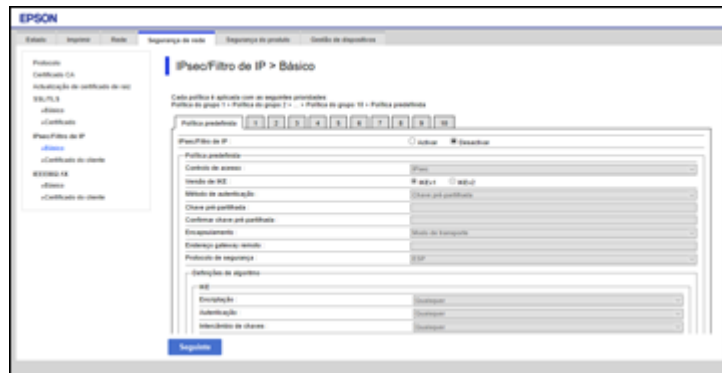 EPSON
Estado Imprimir Rede Segurança de rede Segurança do produto Gestão de dispositivos
Protocolo
Certificado CA
Actualização de certificado de raiz
SSL/TLS
»Básico
»Certificado
IPsec/Filtro de IP
»Básico
»Certificado do cliente
IEEE802.1X
»Básico
»Certificado do cliente
IPsec/Filtro de IP > Básico
Cada política é aplicada com as seguintes prioridades:
Política de grupo 1 > Política do grupo 2 > ... > Política do grupo 10 > Política predefinida
Política predefinida 1 2 3 4 5 6 7 8 9 10
IPsec/Filtro de IP : Activar Desactivar
Política predefinida
Controlo de acesso : IPsec
Versão de IKE : IKEv1 IKEv2
Método de autenticação : Chave pré-partilhada
Chave pré-partilhada :
Confirmar chave pré-partilhada :
Encapsulamento : Modo de transporte
Endereço gateway remoto :
Protocolo de segurança : ESP
Definições de algoritmo
IKE
Encriptação : Qualquer
Autenticação : Qualquer
Intercâmbio de chaves : Qualquer
Seguinte